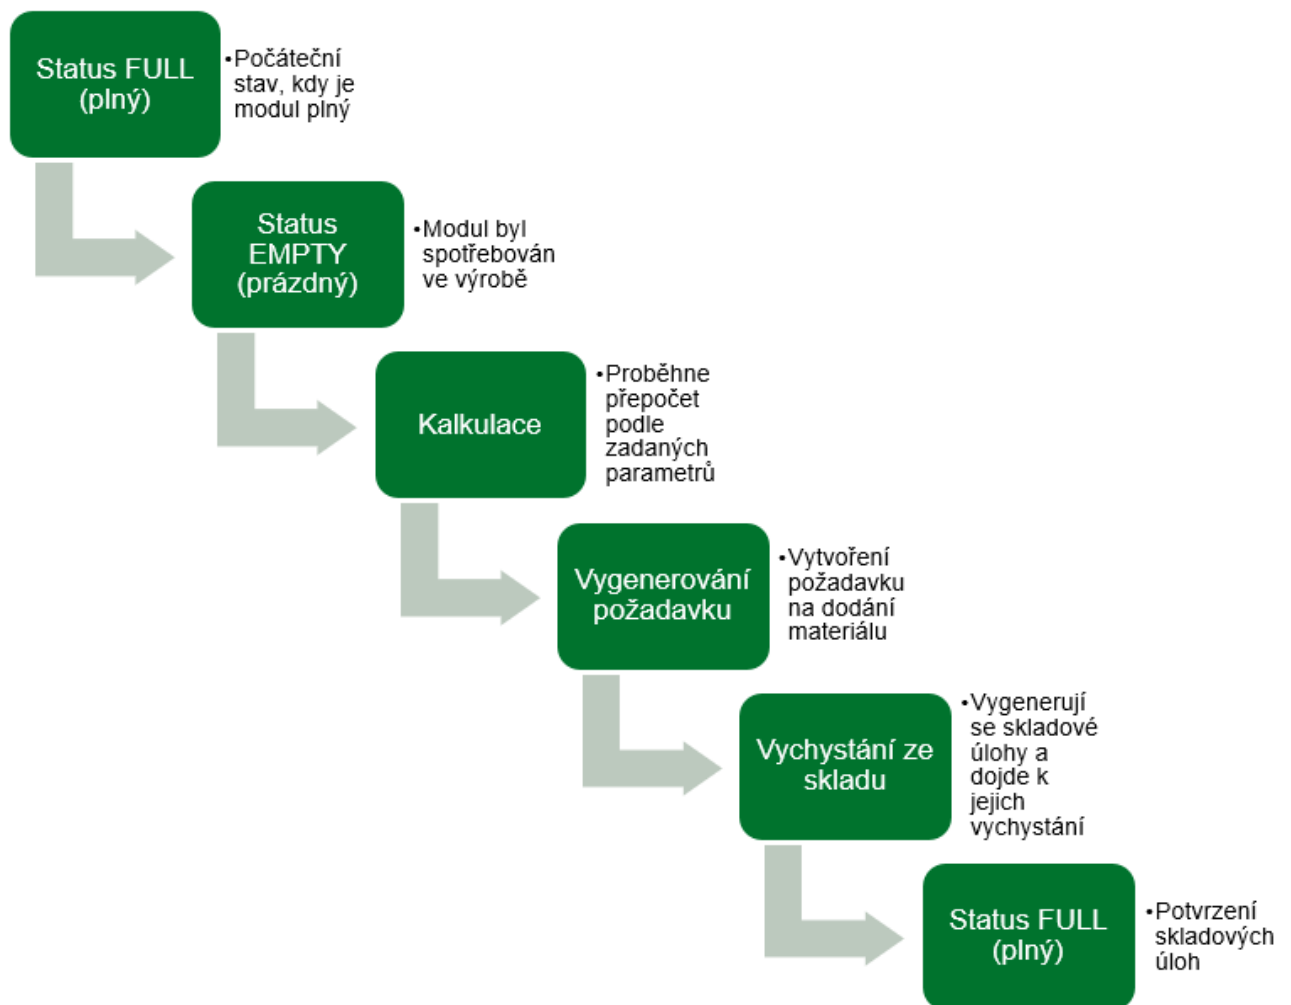 Status FULL
(plný)
•Počáteční
stav, kdy je
modul plný
Status
EMPTY
(prázdný)
•Modul byl
spotřebován
ve výrobě
Kalkulace
•Proběhne
přepočet
podle
zadaných
parametrů
Vygenerování
požadavku
•Vytvoření
požadavku
na dodání
materiálu
Vychystání ze
skladu
•Vygenerují
se skladové
úlohy a
dojde k
jejich
vychystání
Status FULL
(plný)
•Potvrzení
skladových
úloh